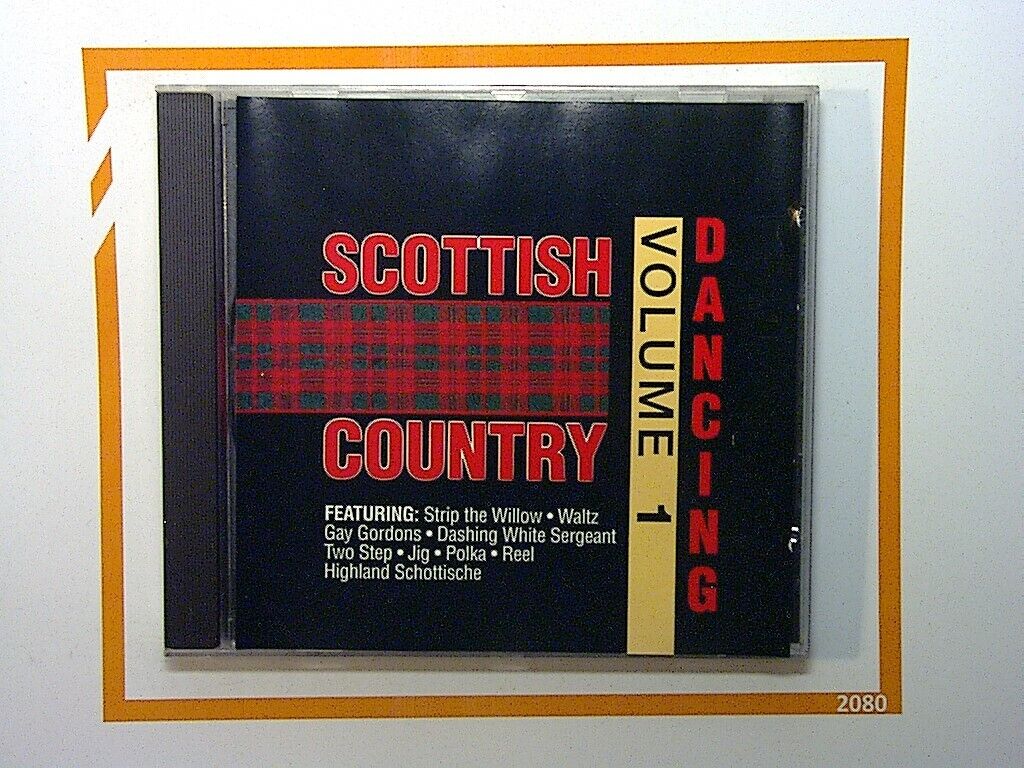 SCOTTISH
COUNTRY
DANCING
VOLUME 1
FEATURING: Strip the Willow • Waltz
Gay Gordons • Dashing White Sergeant
Two Step • Jig • Polka • Reel
Highland Schottische
2080